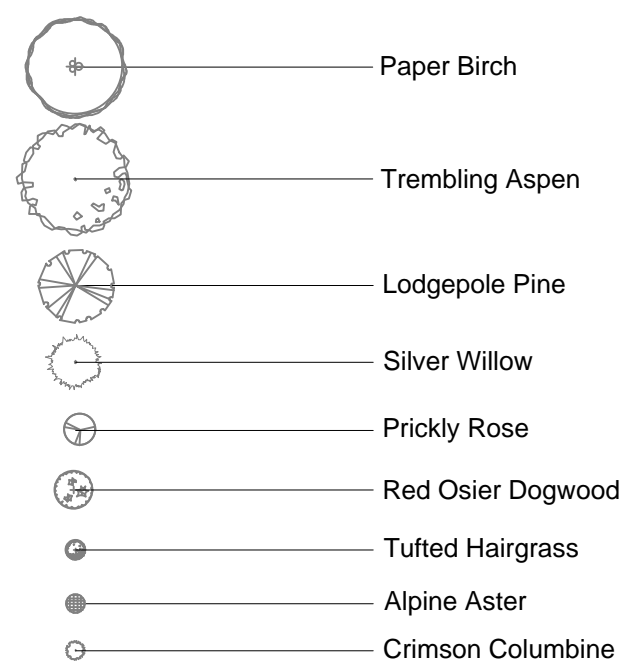 Paper Birch
Trembling Aspen
Lodgepole Pine
Silver Willow
Prickly Rose
Red Osier Dogwood
Tufted Hairgrass
Alpine Aster
Crimson Columbine